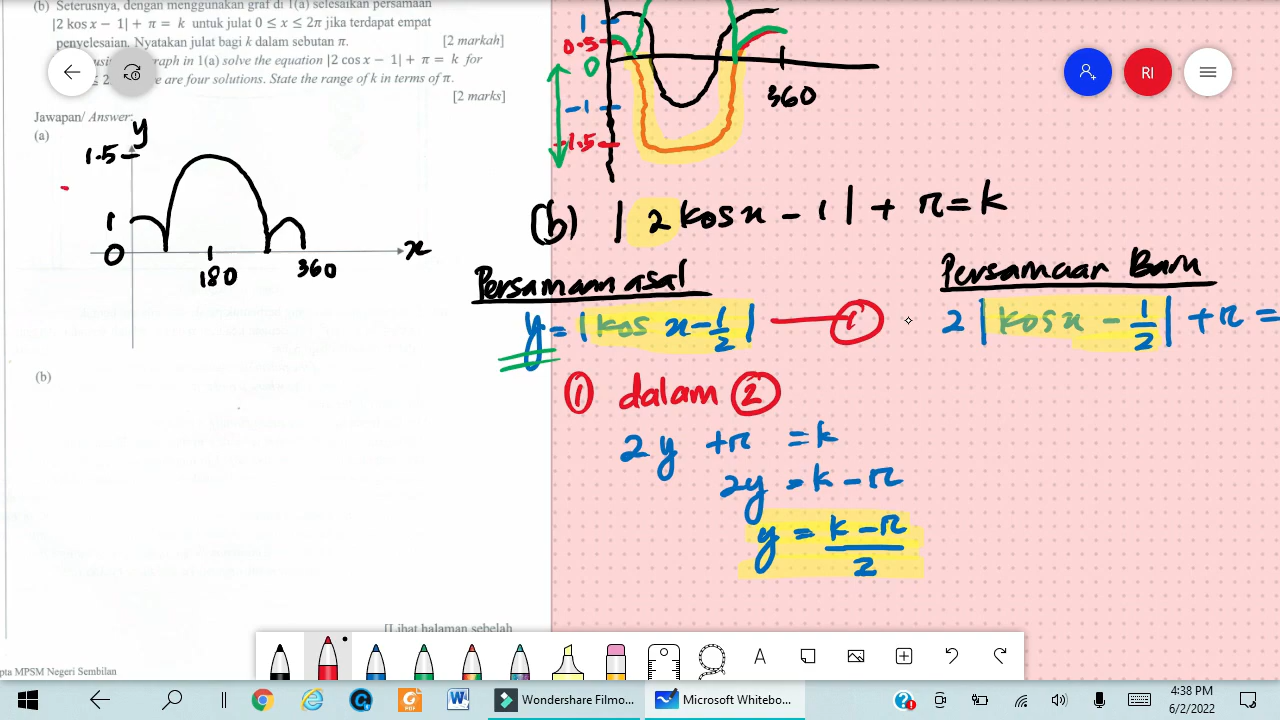 (b) Seterusnya, dengan menggunakan graf di 1(a) selesaikan persamaan
|2 kos x − 1| + π = k untuk julat 0 ≤ x ≤ 2π jika terdapat empat
penyelesaian. Nyatakan julat bagi k dalam sebutan π.
[2 markah]
graph in 1(a) solve the equation |2 cos x − 1| + π = k for
are four solutions. State the range of k in terms of π.
[2 marks]
Jawapan/ Answer:
(a)
y
1.5
1
0
180
360
x
(b)
[Lihat halaman sebelah
pta MPSM Negeri Sembilan
1
0.5
0
-1
-1.5
360
(b) | 2 kos x - 1 | + π = k
Persamaan asal
y = | kos x - 1/2 | —— ①
Persamaan Baru
2 | kos x - 1/2 | + π =
① dalam ②
2y + π = k
2y = k - π
y = k - π / 2
RI
A
Wondershare Filmo...
Microsoft Whitebo...
4:38 PM
6/2/2022